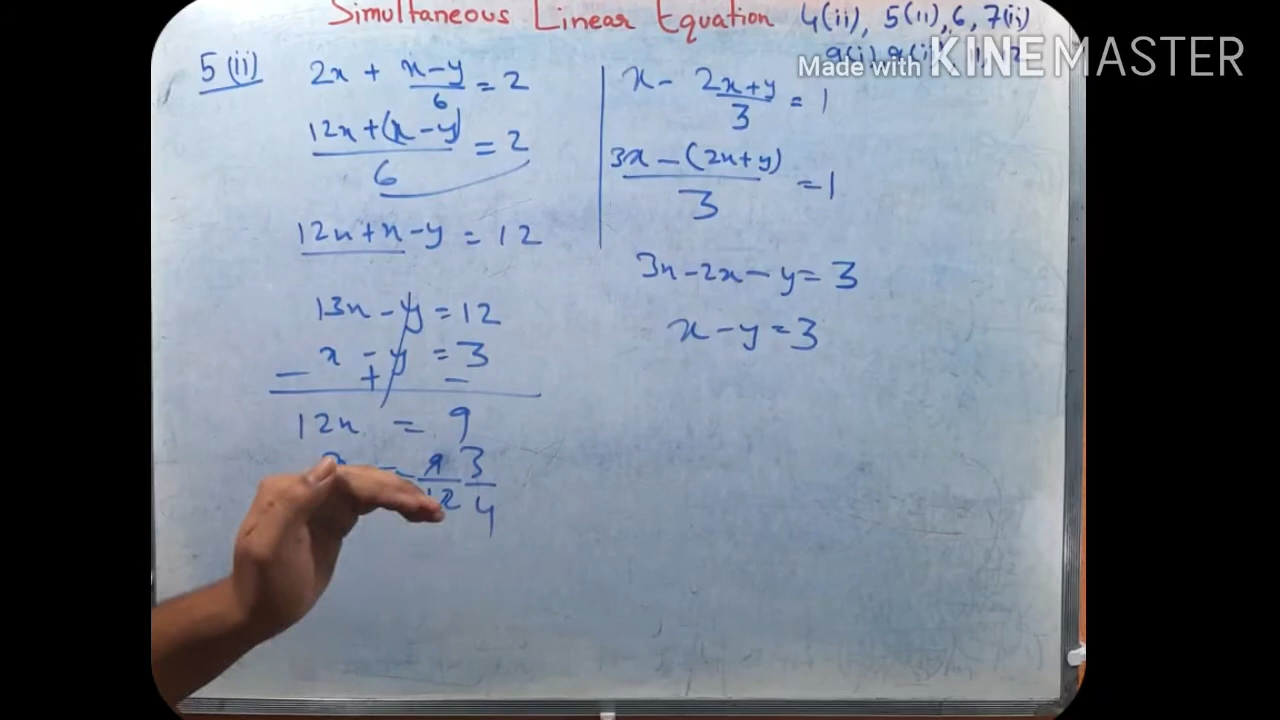 Simultaneous Linear Equation 4(ii), 5(ii), 6, 7(ii)
Made with KINEMASTER
5(ii)
2x + x-y/6 = 2
12x+(x-y)/6 = 2
12x+x-y = 12
13x - y = 12
x - y = 3
- + -
12x = 9
= 9/12 3/4
x - 2x+y/3 = 1
3x-(2x+y)/3 = 1
3x-2x-y = 3
x-y = 3